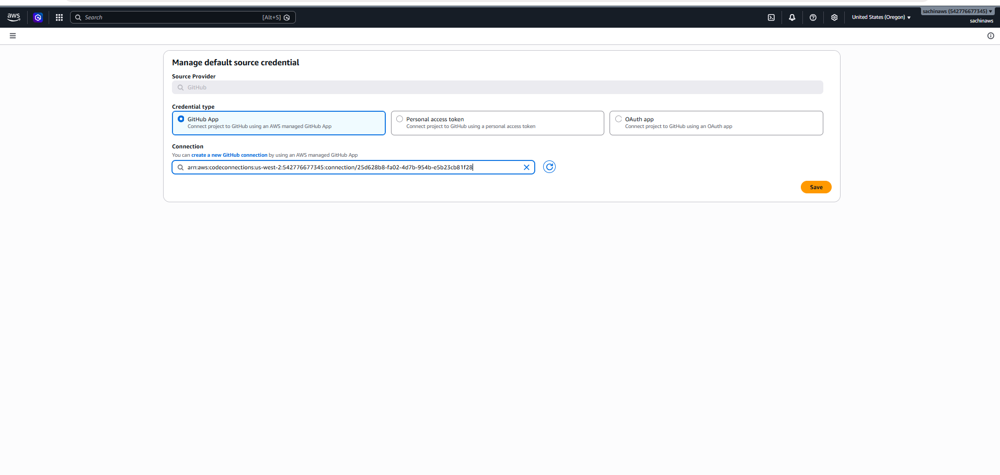 aws
Search
[Alt+S]
United States (Oregon)
sachinaws (542776677345)
sachinaws
Manage default source credential
Source Provider
GitHub
Credential type
GitHub App
Connect project to GitHub using an AWS managed GitHub App
Personal access token
Connect project to GitHub using a personal access token
OAuth app
Connect project to GitHub using an OAuth app
Connection
You can create a new GitHub connection by using an AWS managed GitHub App
arn:aws:codeconnections:us-west-2:542776677345:connection/25d628b8-fa02-4d7b-954b-e5b23cb81f28
Save